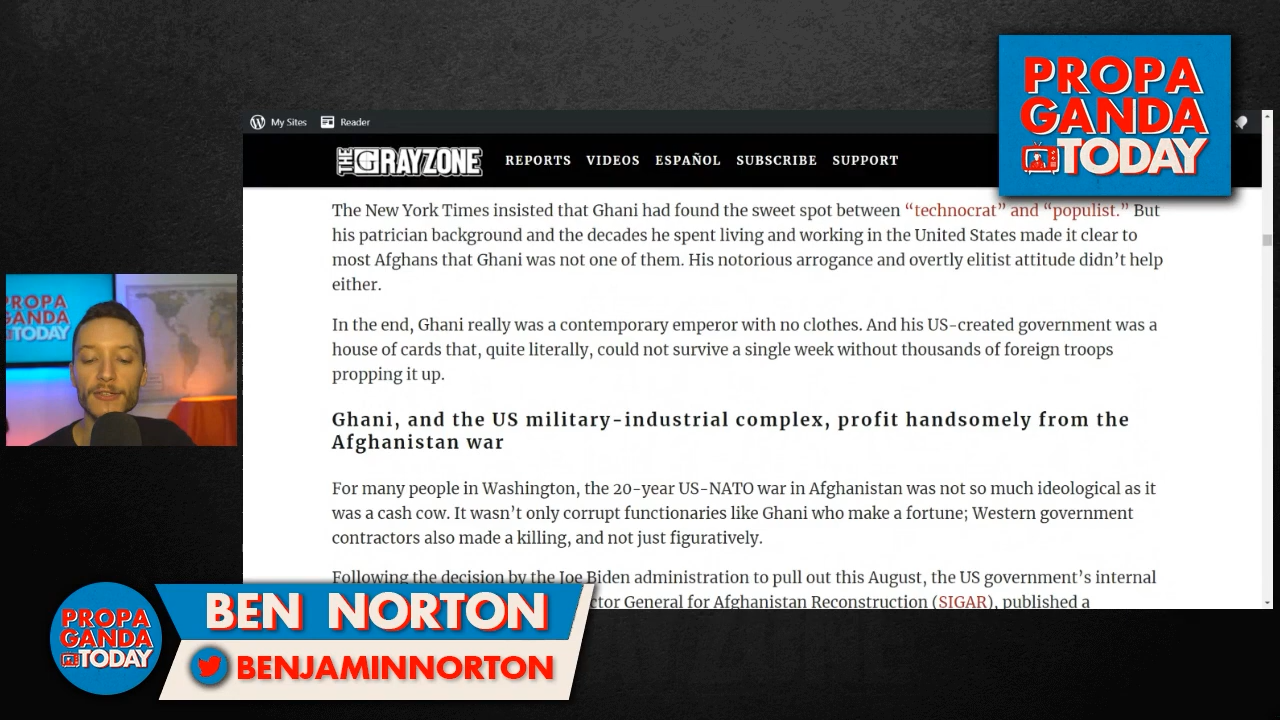 PROPA
GANDA
TODAY
My Sites
Reader
THE GRAYZONE
REPORTS VIDEOS ESPAÑOL SUBSCRIBE SUPPORT
The New York Times insisted that Ghani had found the sweet spot between “technocrat” and “populist.” But
his patrician background and the decades he spent living and working in the United States made it clear to
most Afghans that Ghani was not one of them. His notorious arrogance and overtly elitist attitude didn’t help
either.
In the end, Ghani really was a contemporary emperor with no clothes. And his US-created government was a
house of cards that, quite literally, could not survive a single week without thousands of foreign troops
propping it up.
Ghani, and the US military-industrial complex, profit handsomely from the
Afghanistan war
For many people in Washington, the 20-year US-NATO war in Afghanistan was not so much ideological as it
was a cash cow. It wasn’t only corrupt functionaries like Ghani who make a fortune; Western government
contractors also made a killing, and not just figuratively.
Following the decision by the Joe Biden administration to pull out this August, the US government’s internal
General for Afghanistan Reconstruction (SIGAR), published a
PROPA
GANDA
TODAY
PROPA
GANDA
TODAY
BEN NORTON
BENJAMINNORTON